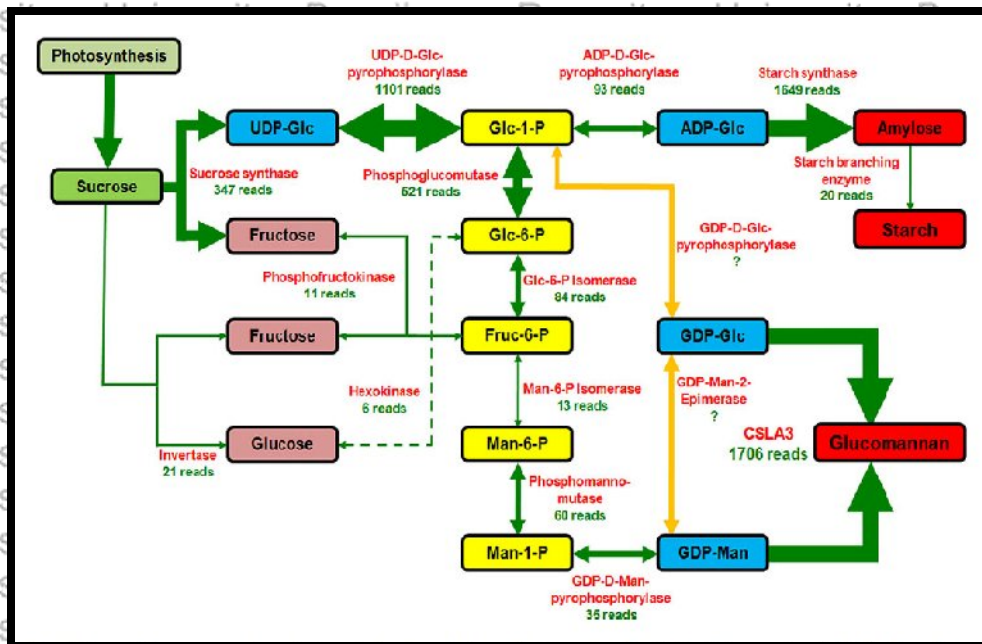 Photosynthesis
UDP-D-Glc-
pyrophosphorylase
1101 reads
ADP-D-Glc-
pyrophosphorylase
93 reads
Starch synthase
1649 reads
UDP-Glc
Glc-1-P
ADP-Glc
Amylose
Sucrose
Sucrose synthase
347 reads
Phosphoglucomutase
521 reads
Starch branching
enzyme
20 reads
Fructose
Glc-6-P
GDP-D-Glc-
pyrophosphorylase
?
Starch
Phosphofructokinase
11 reads
Glc-6-P Isomerase
84 reads
Fructose
Fruc-6-P
GDP-Glc
Hexokinase
6 reads
Man-6-P Isomerase
13 reads
GDP-Man-2-
Epimerase
?
CSLA3
1706 reads
Glucomannan
Invertase
21 reads
Glucose
Man-6-P
Phosphomanno-
mutase
60 reads
Man-1-P
GDP-Man
GDP-D-Man-
pyrophosphorylase
35 reads